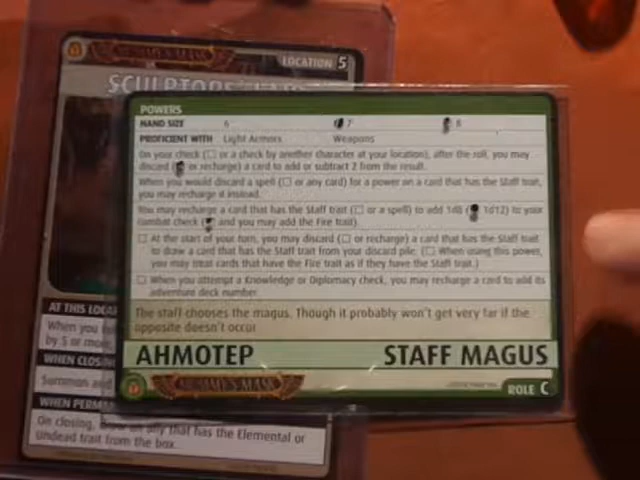 MUMMY'S MASK
LOCATION 5
POWERS
HAND SIZE 6 7 8
PROFICIENT WITH Light Armors Weapons
On your check (☐ or a check by another character at your location), after the roll, you may
discard (or recharge) a card to add or subtract 2 from the result.
When you would discard a spell (☐ or any card) for a power on a card that has the Staff trait,
you may recharge it instead.
You may recharge a card that has the Staff trait (☐ or a spell) to add 1d8 ( 1d12) to your
combat check ( and you may add the Fire trait).
☐ At the start of your turn, you may discard (☐ or recharge) a card that has the Staff trait
to draw a card that has the Staff trait from your discard pile. (☐ When using this power,
you may treat cards that have the Fire trait as if they have the Staff trait.)
☐ When you attempt a Knowledge or Diplomacy check, you may recharge a card to add its
adventure deck number.
The staff chooses the magus. Though it probably won't get very far if the
opposite doesn't occur
AHMOTEP STAFF MAGUS
MUMMY'S MASK
ROLE C
AT THIS
When you
by 5 or more,
WHEN
Summon and
WHEN
On closing, any that has the Elemental or
Undead trait from the box.